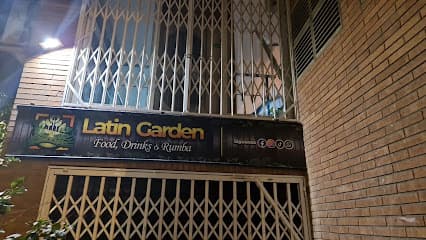 Latin Garden
Food, Drinks & Rumba